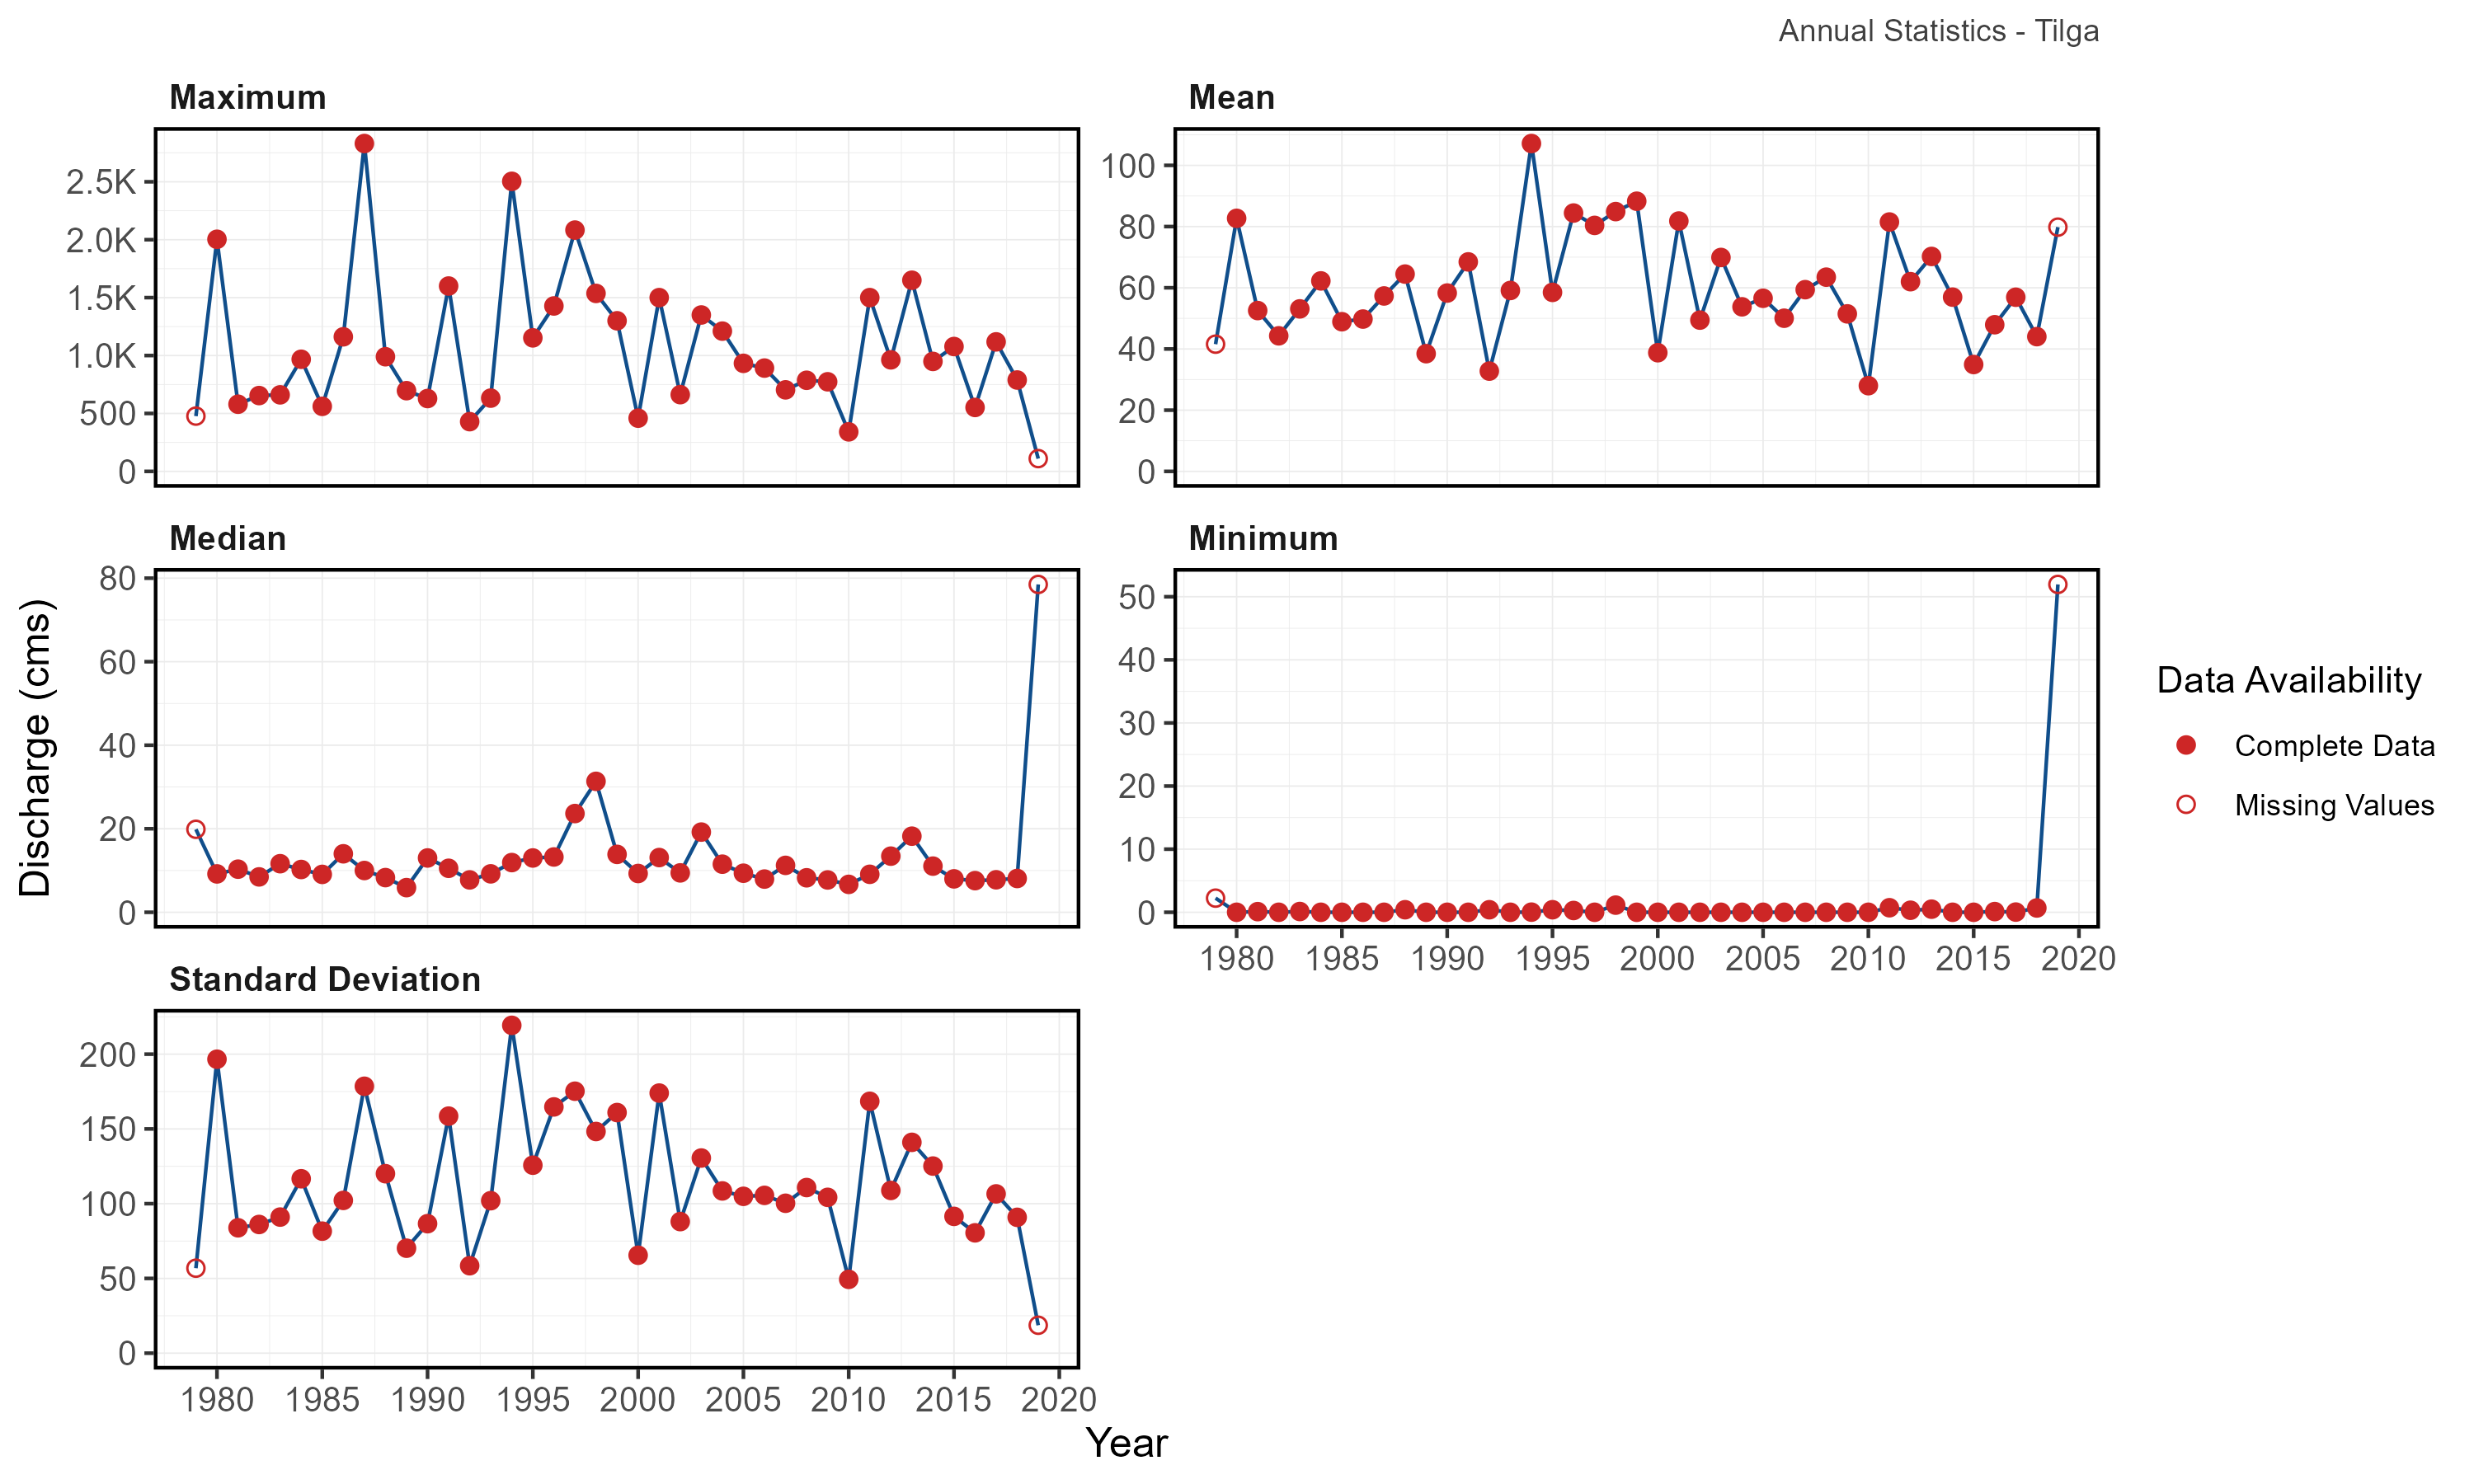 Annual Statistics - Tilga
Maximum
2.5K
2.0K
1.5K
1.0K
500
0
Mean
100
80
60
40
20
0
Discharge (cms)
Median
80
60
40
20
0
Minimum
50
40
30
20
10
0
1980 1985 1990 1995 2000 2005 2010 2015 2020
Data Availability
Complete Data
Missing Values
Standard Deviation
200
150
100
50
0
1980 1985 1990 1995 2000 2005 2010 2015 2020
Year